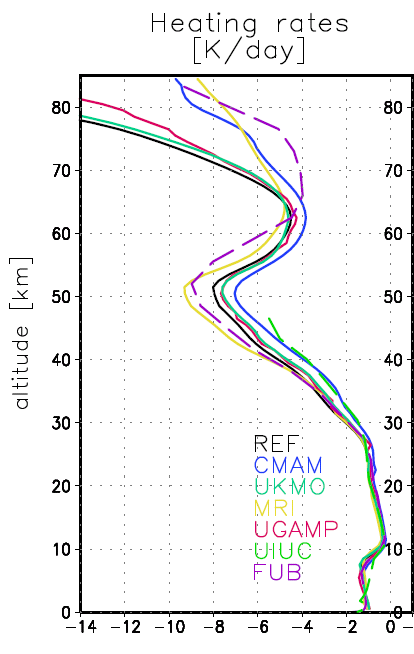 Heating rates
[K/day]
80 80
70 70
60 60
altitude [km]
50 50
40 40
30 30
REF
CMAM
20 UKMO 20
MRI
UGAMP
10 UIUC 10
FUB
0 0
-14 -12 -10 -8 -6 -4 -2 0